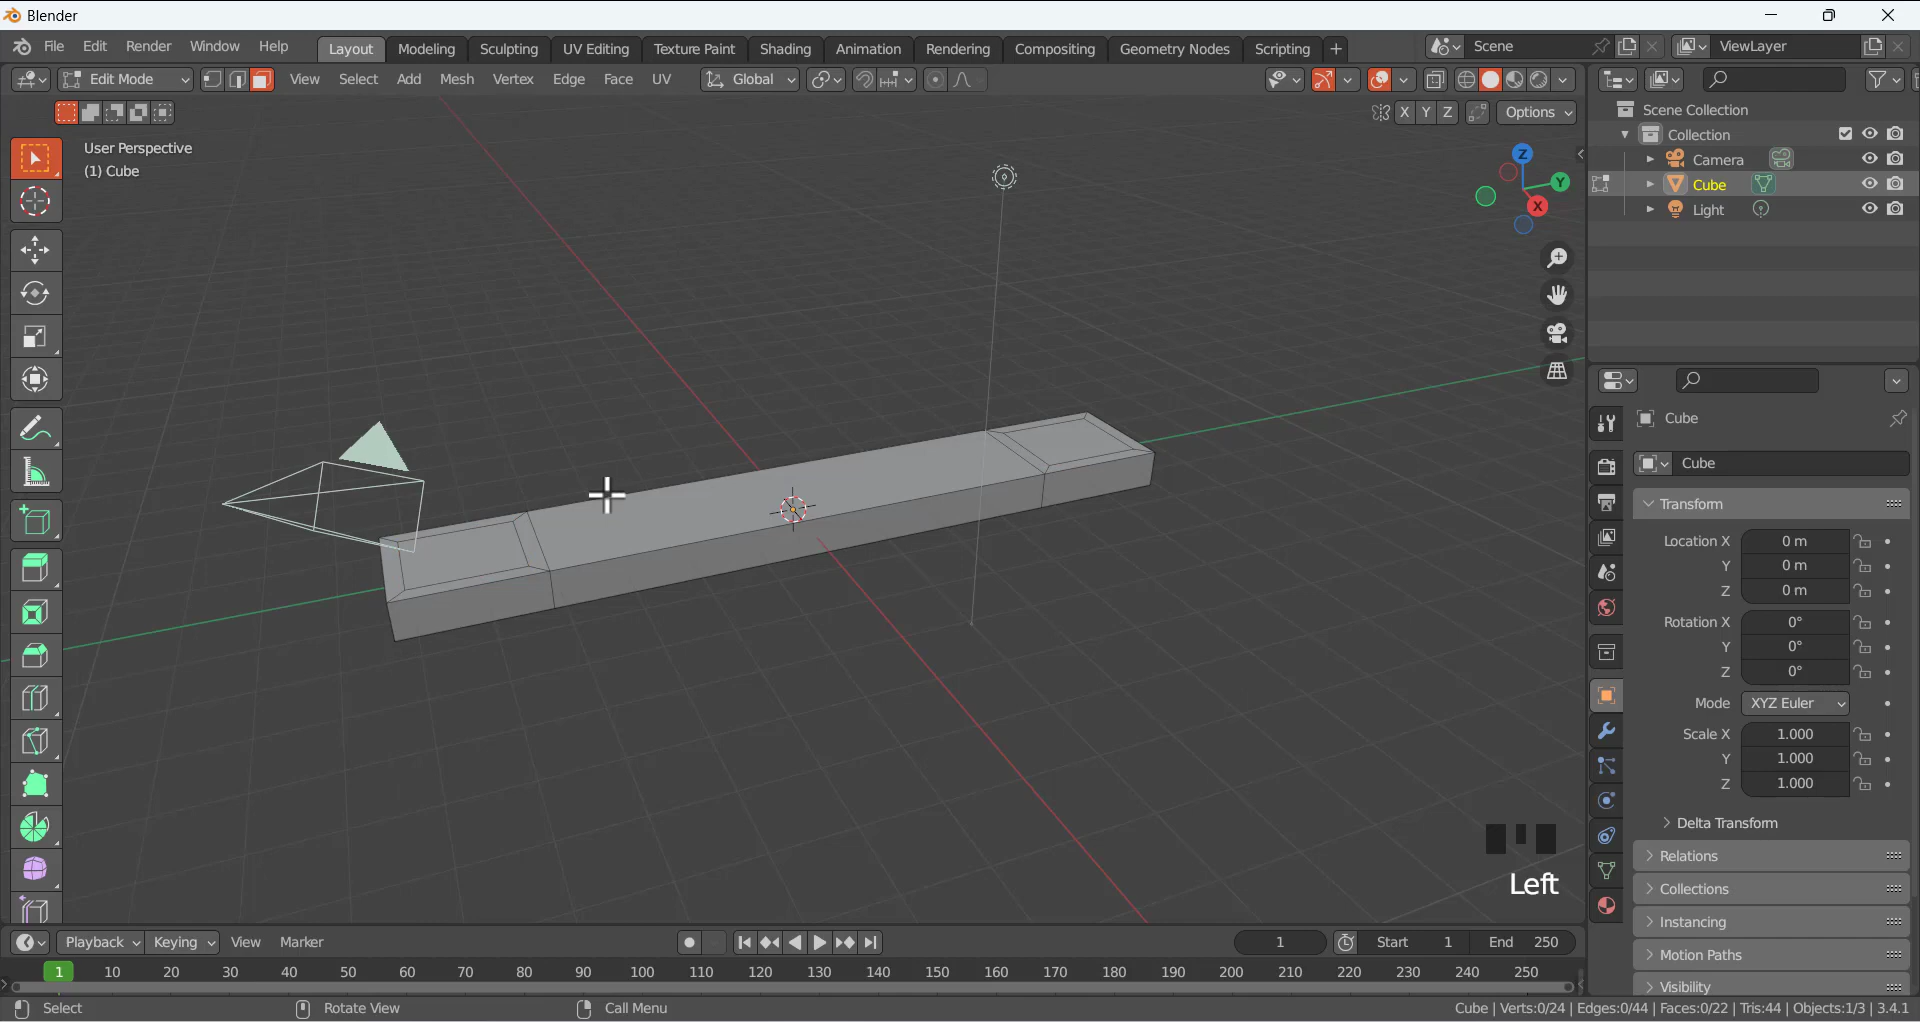 Blender
File Edit Render Window Help Layout Modeling Sculpting UV Editing Texture Paint Shading Animation Rendering Compositing Geometry Nodes Scripting + Scene ViewLayer
Edit Mode View Select Add Mesh Vertex Edge Face UV Global
X Y Z Options
User Perspective
(1) Cube
Z
Y
X
Scene Collection
Collection
Camera
Cube
Light
Cube
Cube
Transform
Location X 0 m
Y 0 m
Z 0 m
Rotation X 0°
Y 0°
Z 0°
Mode XYZ Euler
Scale X 1.000
Y 1.000
Z 1.000
Delta Transform
Relations
Collections
Instancing
Motion Paths
Visibility
Left
Playback Keying View Marker 1 Start 1 End 250
1 10 20 30 40 50 60 70 80 90 100 110 120 130 140 150 160 170 180 190 200 210 220 230 240 250
Select Rotate View Call Menu Cube | Verts:0/24 | Edges:0/44 | Faces:0/22 | Tris:44 | Objects:1/3 | 3.4.1